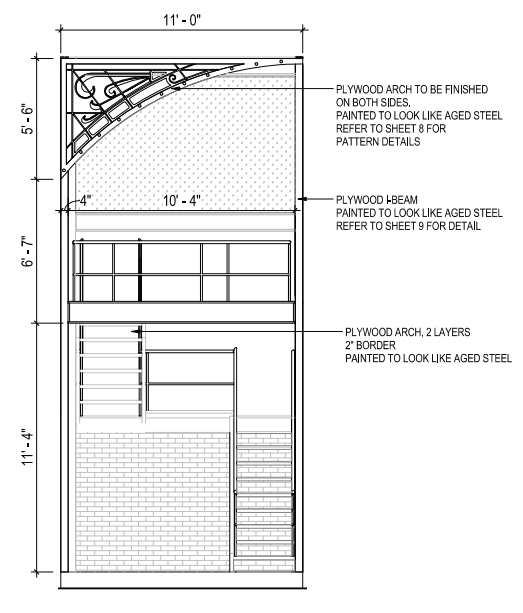 11' - 0"
5' - 6"
PLYWOOD ARCH TO BE FINISHED
ON BOTH SIDES.
PAINTED TO LOOK LIKE AGED STEEL
REFER TO SHEET 8 FOR
PATTERN DETAILS
4"
10' - 4"
PLYWOOD I-BEAM
PAINTED TO LOOK LIKE AGED STEEL
REFER TO SHEET 9 FOR DETAIL
6' - 7"
PLYWOOD ARCH, 2 LAYERS
2" BORDER
PAINTED TO LOOK LIKE AGED STEEL
11' - 4"